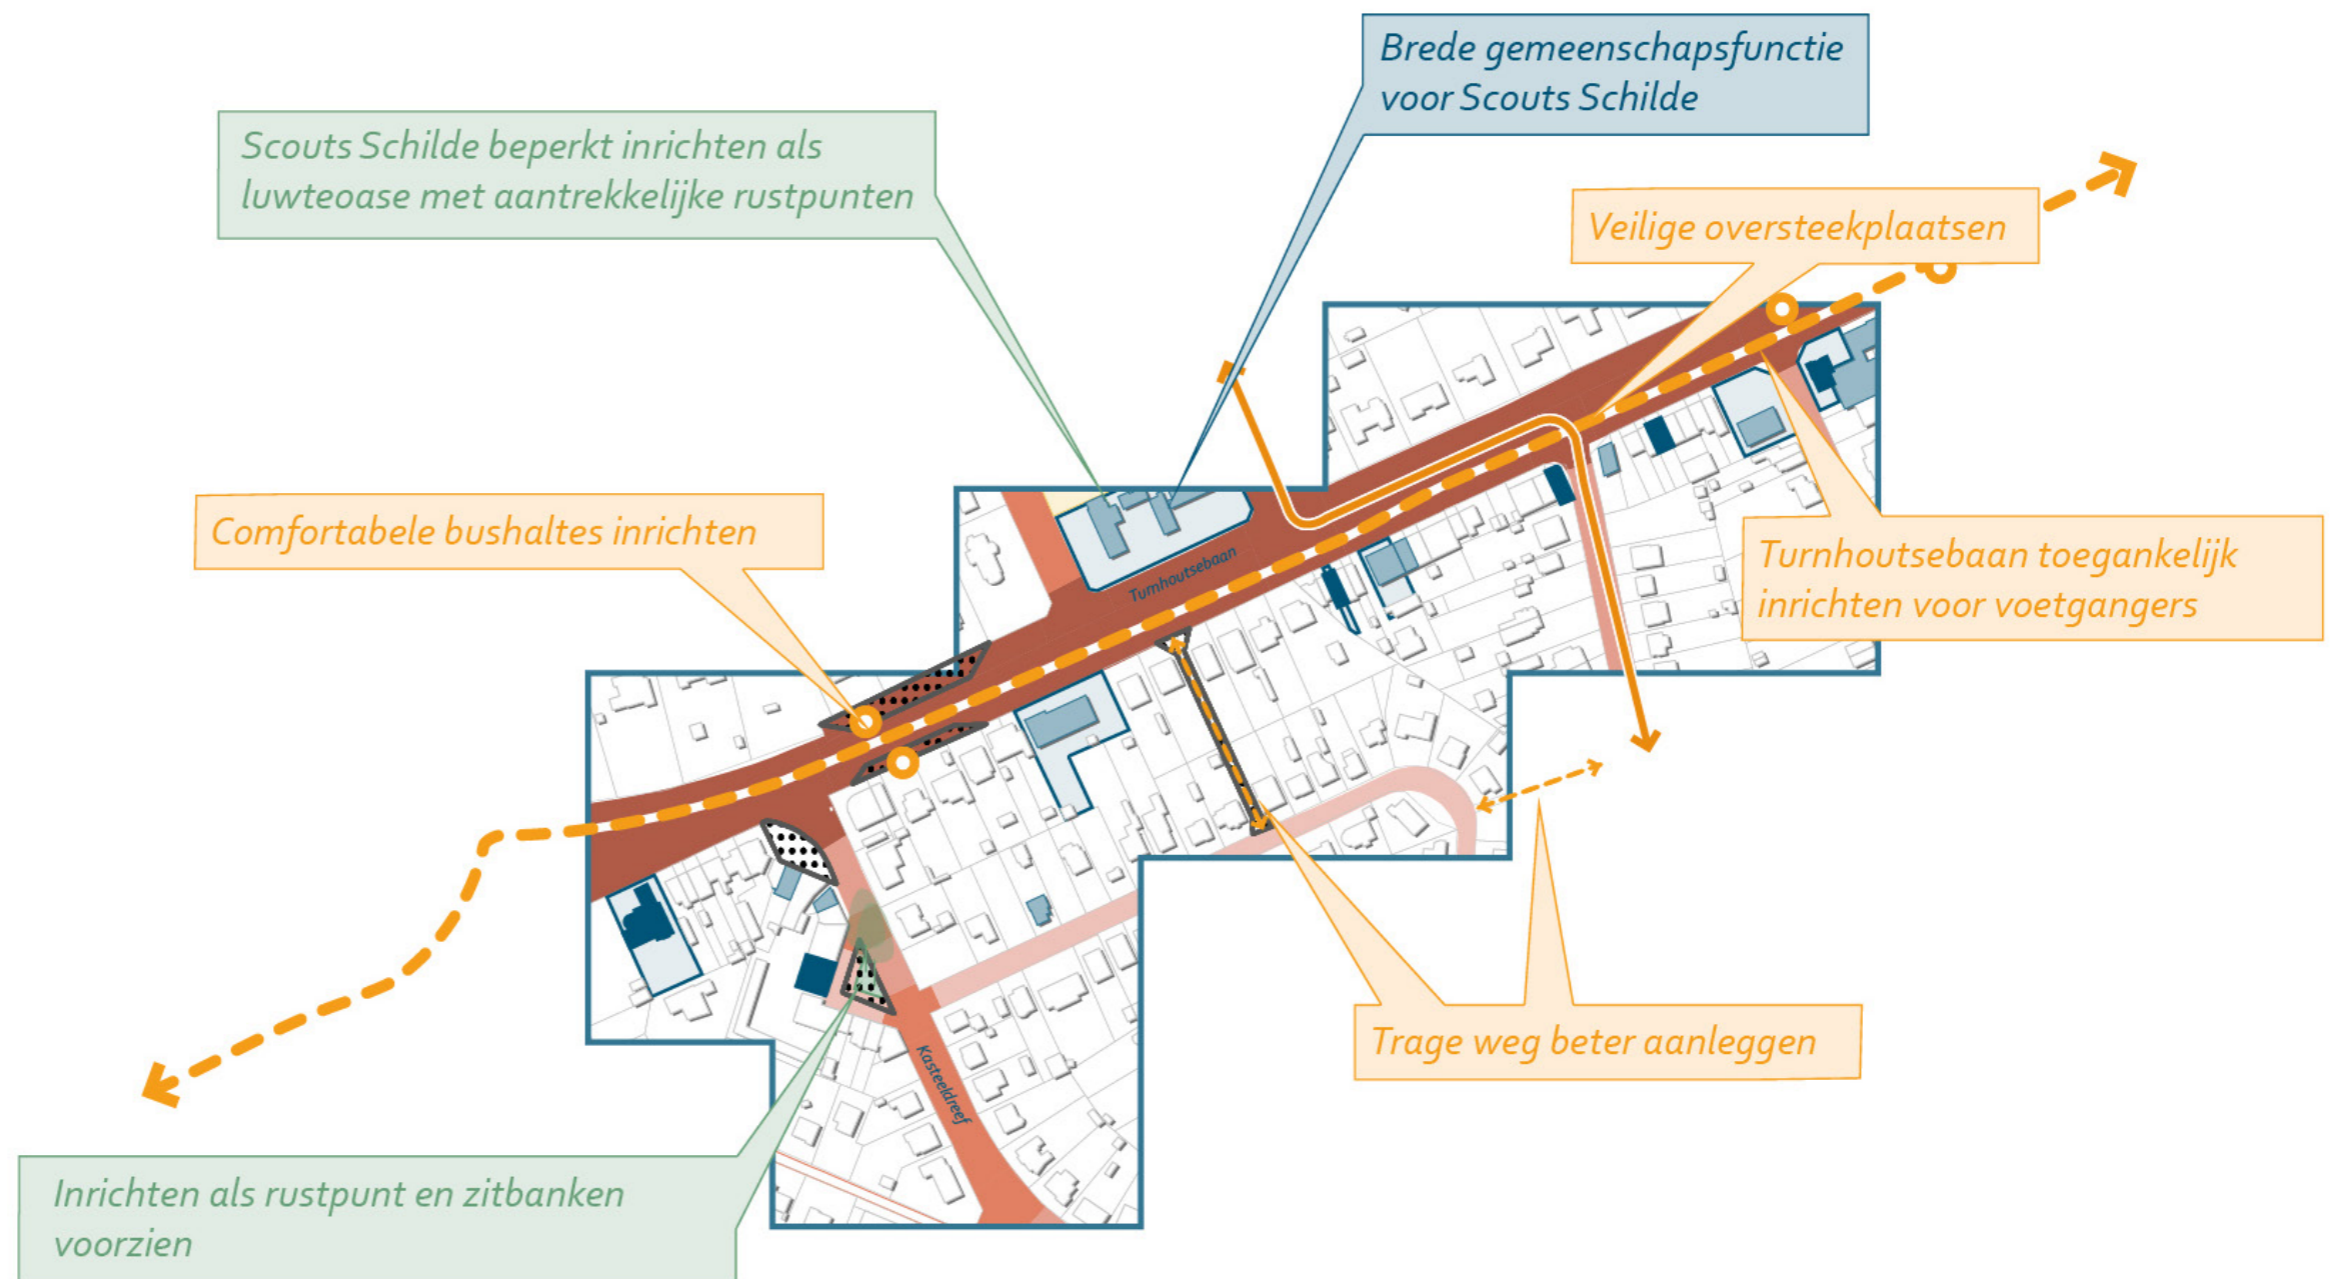 Brede gemeenschapsfunctie
voor Scouts Schilde
Scouts Schilde beperkt inrichten als
luwteoase met aantrekkelijke rustpunten
Veilige oversteekplaatsen
Comfortabele bushaltes inrichten
Turnhoutsebaan toegankelijk
inrichten voor voetgangers
Turnhoutsebaan
Trage weg beter aanleggen
Kasteeldreef
Inrichten als rustpunt en zitbanken
voorzien